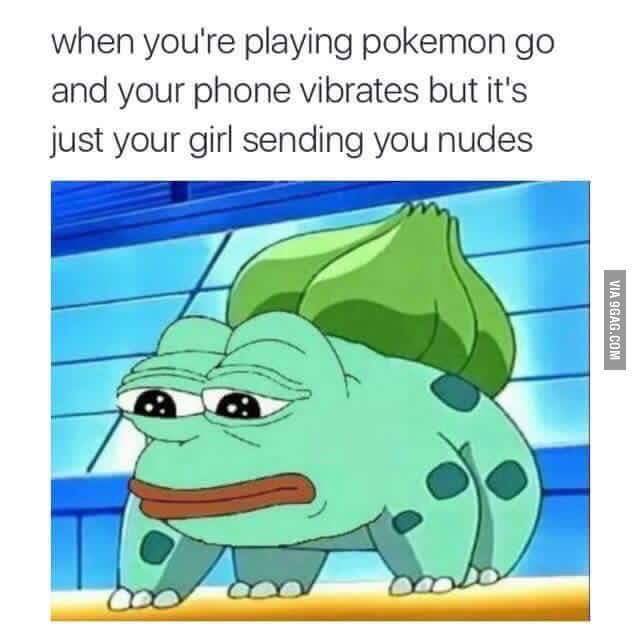 when you're playing pokemon go
and your phone vibrates but it's
just your girl sending you nudes
VIA 9GAG.COM